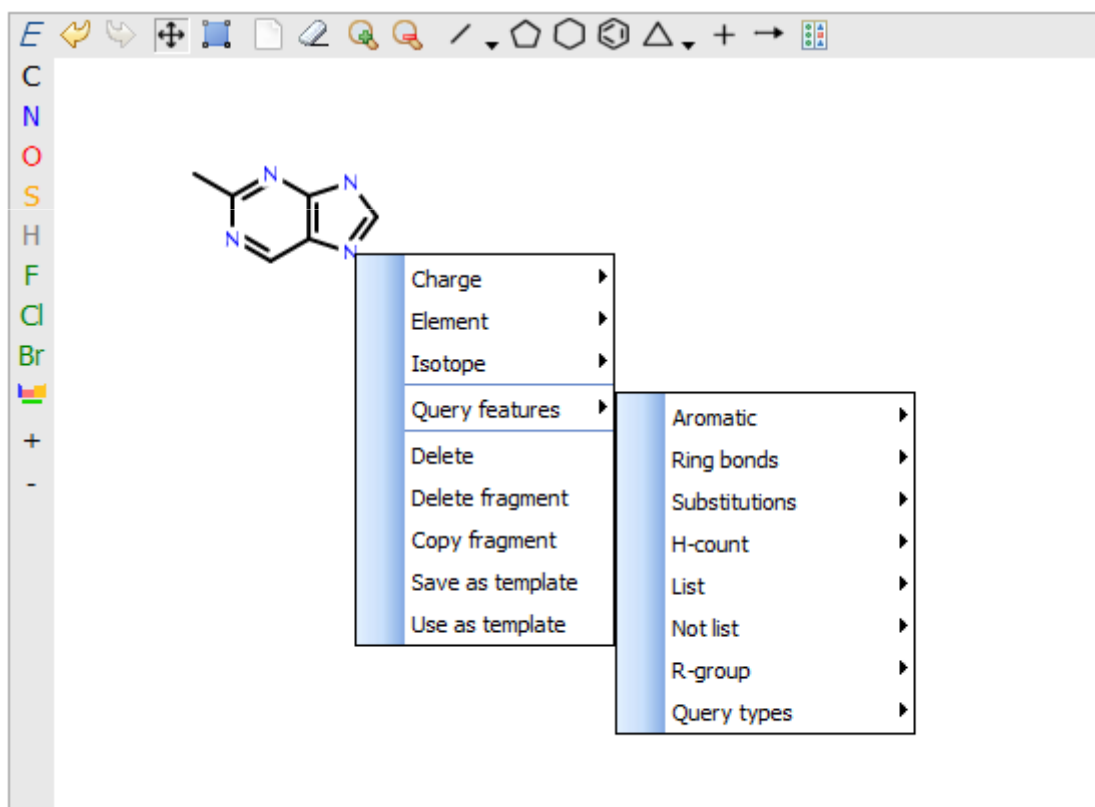 E
+
C
N
O
S
H
F
Cl
Br
+
-
N
N
N
N
Charge
Element
Isotope
Query features
Delete
Delete fragment
Copy fragment
Save as template
Use as template
Aromatic
Ring bonds
Substitutions
H-count
List
Not list
R-group
Query types